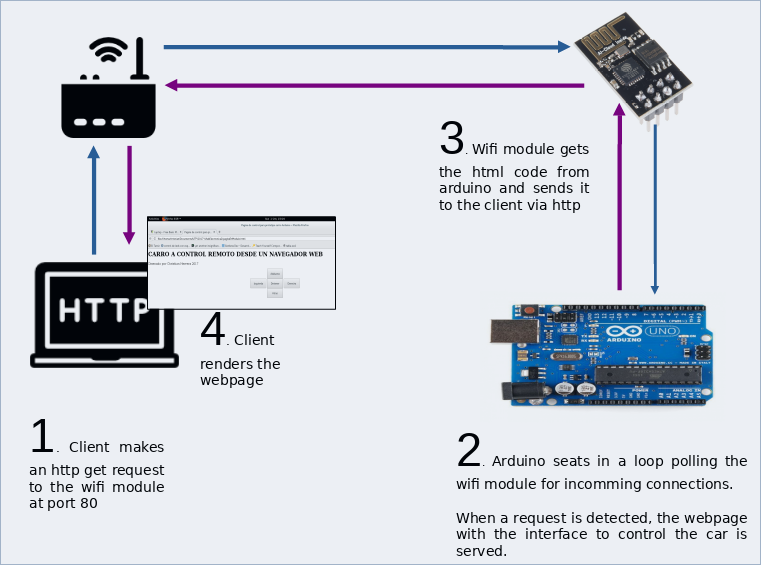 3. Wifi module gets
the html code from
arduino and sends it
to the client via http
CARRO A CONTROL REMOTO DESDE UN NAVEGADOR WEB
HTTP
4. Client
renders the
webpage
ARDUINO
UNO
1. Client makes
an http get request
to the wifi module
at port 80
2. Arduino seats in a loop polling the
wifi module for incomming connections.
When a request is detected, the webpage
with the interface to control the car is
served.